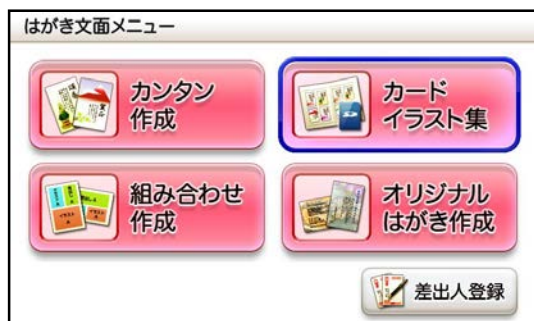 はがき文面メニュー
カンタン
作成
カード
イラスト集
組み合わせ
作成
オリジナル
はがき作成
差出人登録